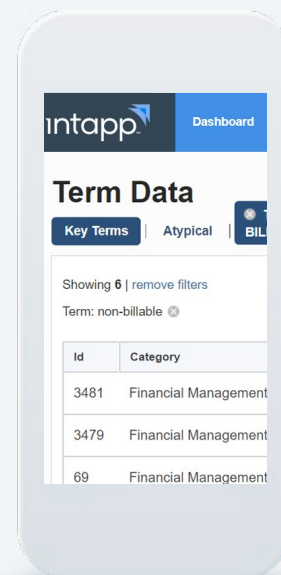 intapp
Dashboard
Term Data
Key Terms | Atypical |
BILL
Showing 6 | remove filters
Term: non-billable
Id Category
3481 Financial Management
3479 Financial Management
69 Financial Management